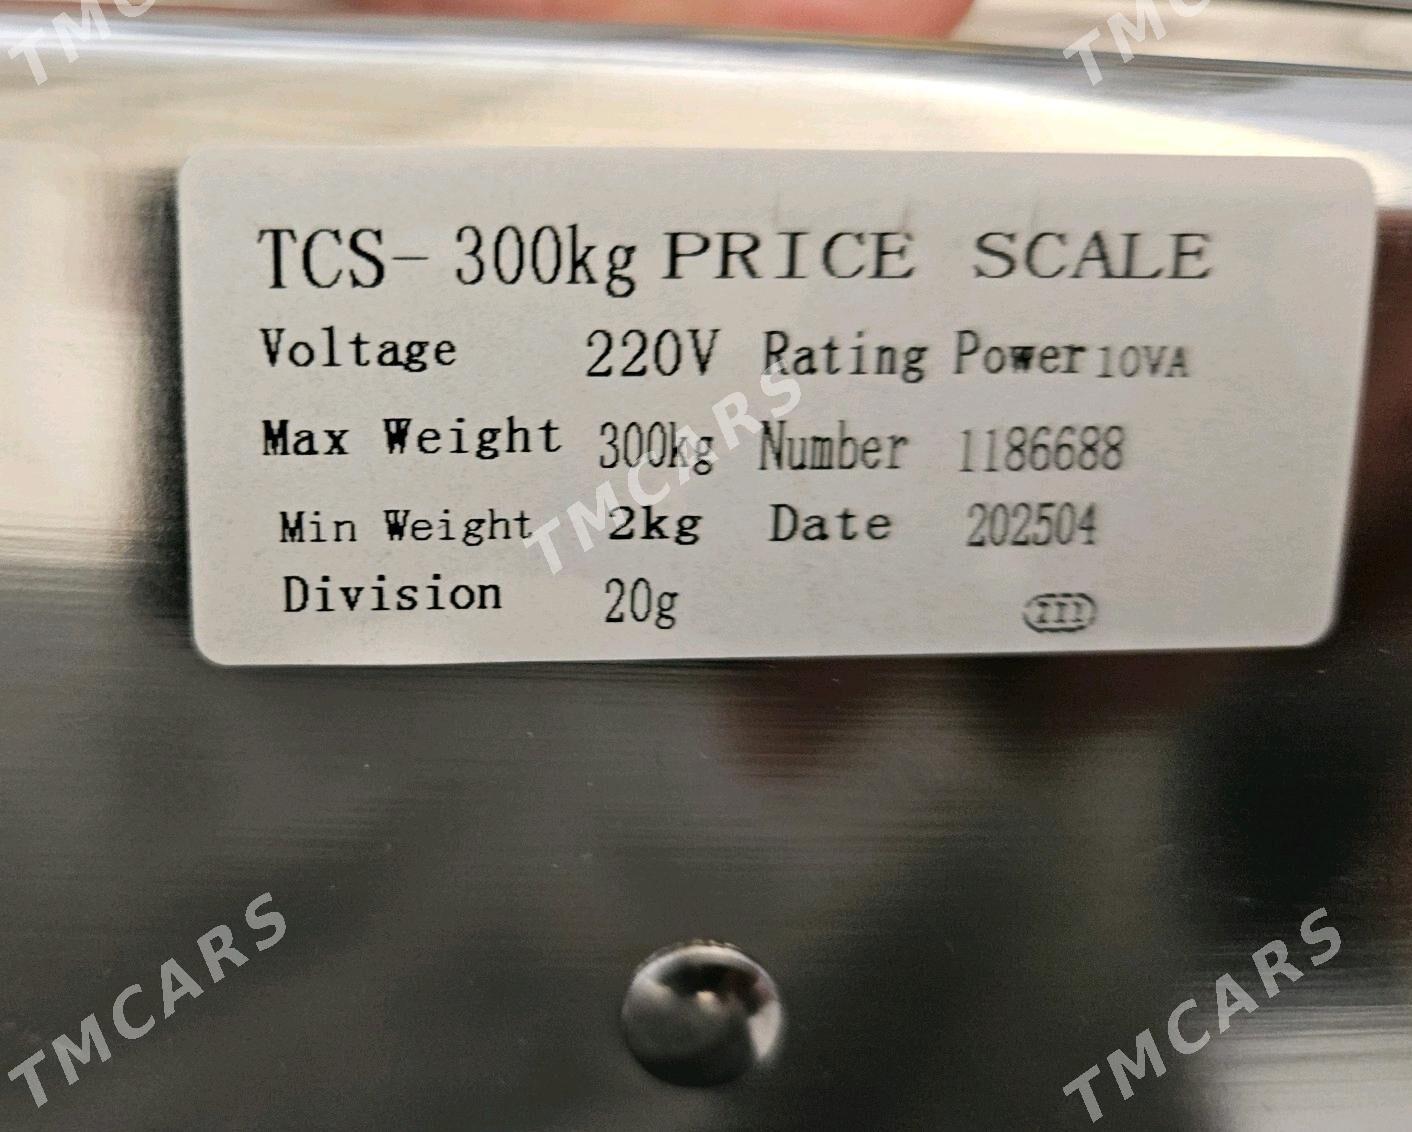 TMCARS
TMCARS
TCS-300kg PRICE SCALE
Voltage 220V Rating Power 10VA
Max Weight 300kg Number 1186688
Min Weight 2kg Date 202504
Division 20g III
TMCARS
TMCARS
TMCARS